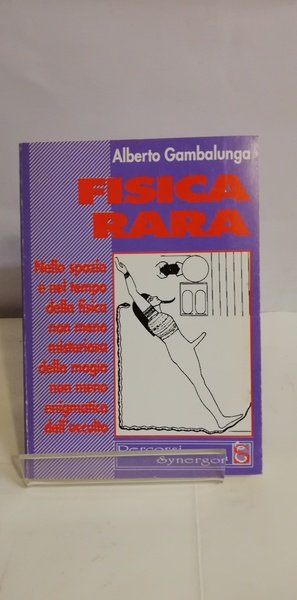 Alberto Gambalunga
FISICA
RARA
Nello spazio
e nel tempo
della fisica
non meno
misteriosa
della magia
non meno
enigmatica
dell'occulto
Percorsi
Synergon